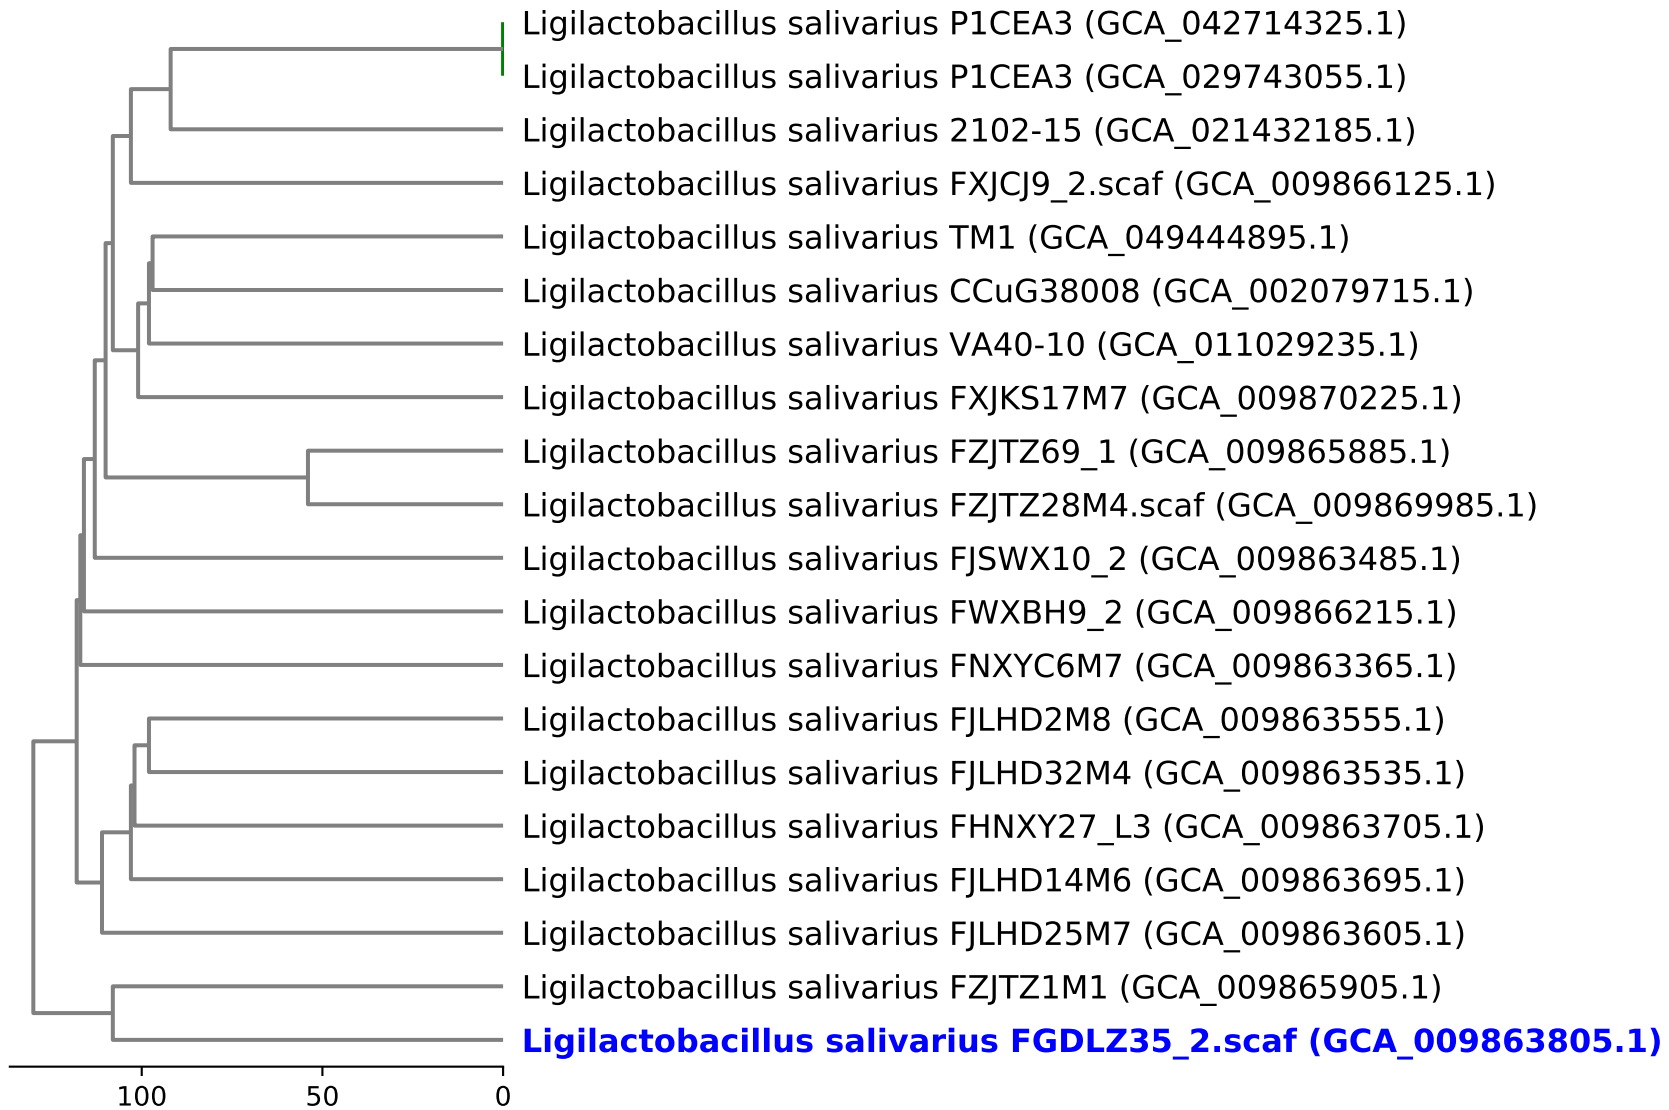 Ligilactobacillus salivarius P1CEA3 (GCA_042714325.1)
Ligilactobacillus salivarius P1CEA3 (GCA_029743055.1)
Ligilactobacillus salivarius 2102-15 (GCA_021432185.1)
Ligilactobacillus salivarius FXJCJ9_2.scaf (GCA_009866125.1)
Ligilactobacillus salivarius TM1 (GCA_049444895.1)
Ligilactobacillus salivarius CCuG38008 (GCA_002079715.1)
Ligilactobacillus salivarius VA40-10 (GCA_011029235.1)
Ligilactobacillus salivarius FXJKS17M7 (GCA_009870225.1)
Ligilactobacillus salivarius FZJTZ69_1 (GCA_009865885.1)
Ligilactobacillus salivarius FZJTZ28M4.scaf (GCA_009869985.1)
Ligilactobacillus salivarius FJSWX10_2 (GCA_009863485.1)
Ligilactobacillus salivarius FWXBH9_2 (GCA_009866215.1)
Ligilactobacillus salivarius FNXYC6M7 (GCA_009863365.1)
Ligilactobacillus salivarius FJLHD2M8 (GCA_009863555.1)
Ligilactobacillus salivarius FJLHD32M4 (GCA_009863535.1)
Ligilactobacillus salivarius FHNXY27_L3 (GCA_009863705.1)
Ligilactobacillus salivarius FJLHD14M6 (GCA_009863695.1)
Ligilactobacillus salivarius FJLHD25M7 (GCA_009863605.1)
Ligilactobacillus salivarius FZJTZ1M1 (GCA_009865905.1)
Ligilactobacillus salivarius FGDLZ35_2.scaf (GCA_009863805.1)
100 50 0